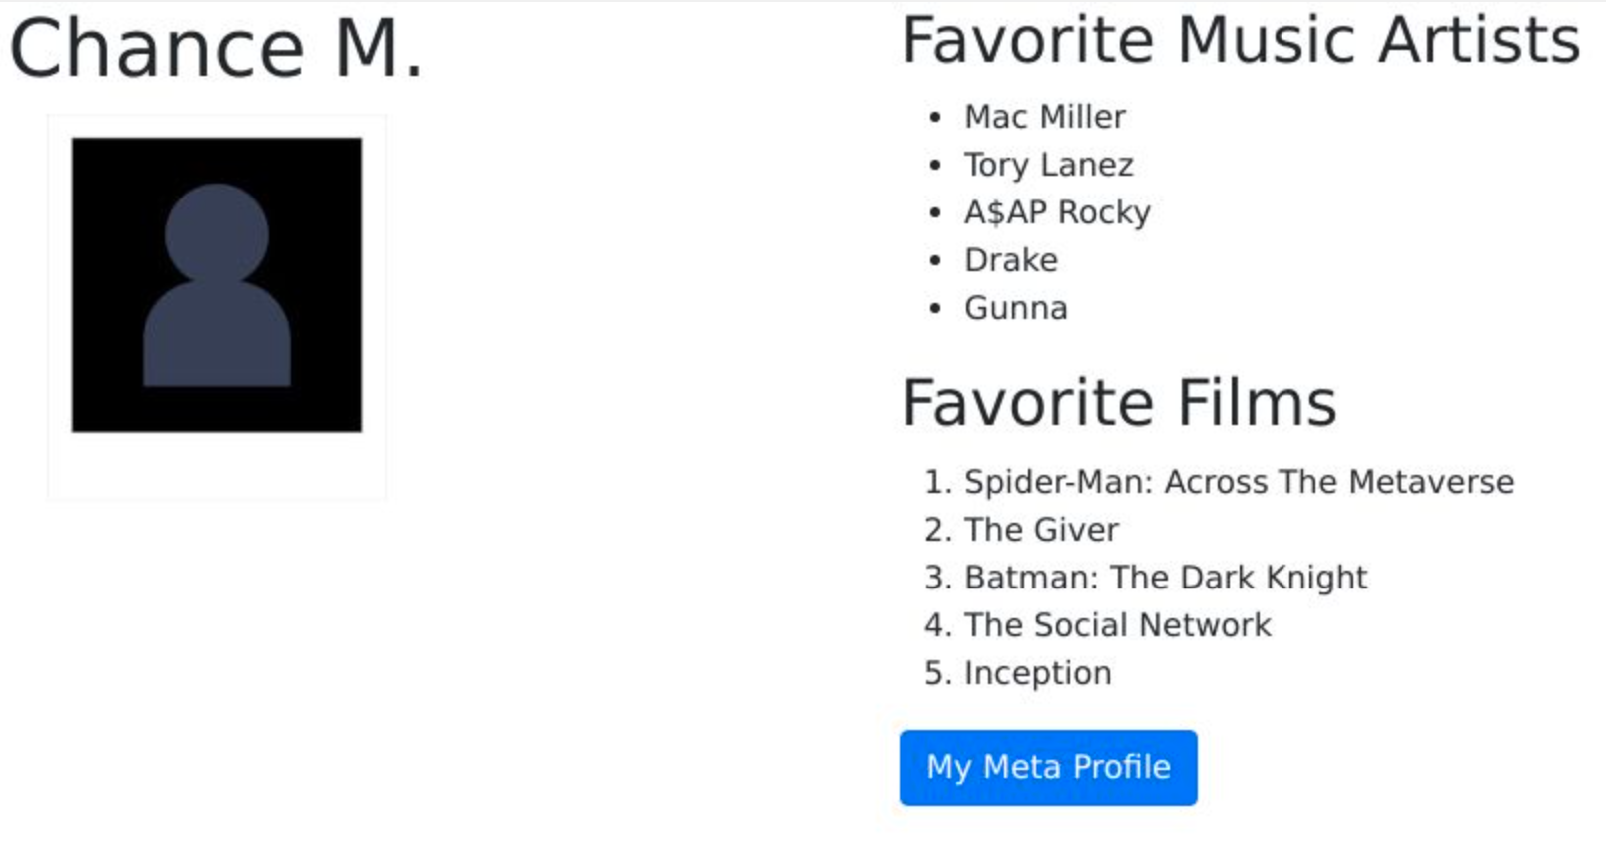 Chance M.
Favorite Music Artists
• Mac Miller
• Tory Lanez
• A$AP Rocky
• Drake
• Gunna
Favorite Films
1. Spider-Man: Across The Metaverse
2. The Giver
3. Batman: The Dark Knight
4. The Social Network
5. Inception
My Meta Profile